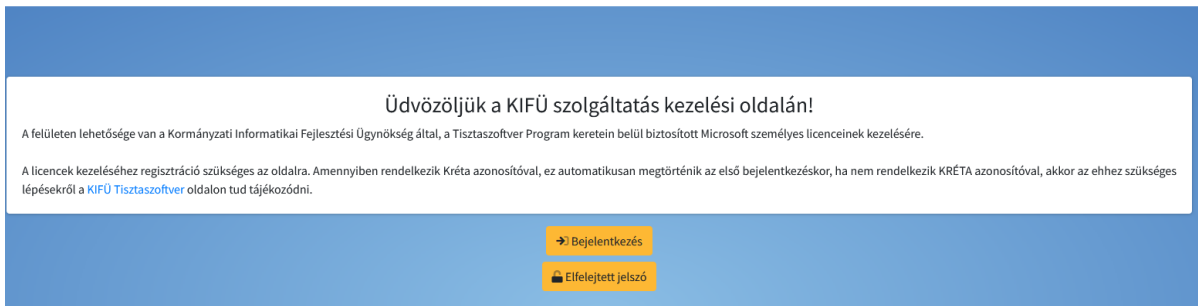 Üdvözöljük a KIFÜ szolgáltatás kezelési oldalán!
A felületen lehetősége van a Kormányzati Informatikai Fejlesztési Ügynökség által, a Tisztaszoftver Program keretein belül biztosított Microsoft személyes licenceinek kezelésére.
A licencek kezeléséhez regisztráció szükséges az oldalra. Amennyiben rendelkezik Kréta azonosítóval, ez automatikusan megtörténik az első bejelentkezéskor, ha nem rendelkezik KRÉTA azonosítóval, akkor az ehhez szükséges
lépésekről a KIFÜ Tisztaszoftver oldalon tud tájékozódni.
Bejelentkezés
Elfelejtett jelszó